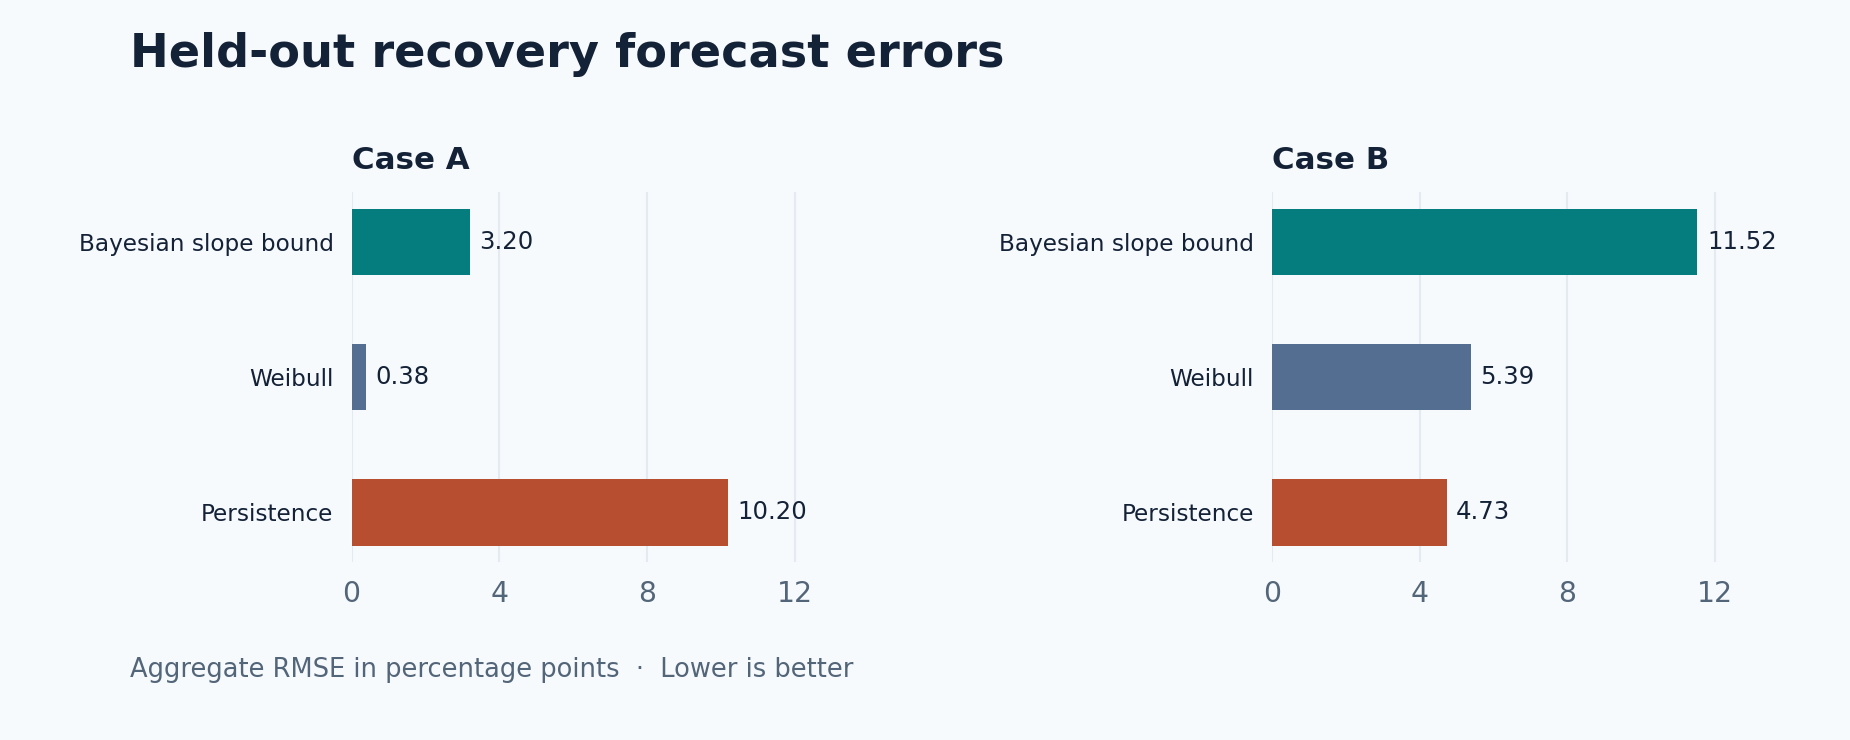 Held-out recovery forecast errors
Case A
Bayesian slope bound
3.20
Weibull
0.38
Persistence
10.20
0 4 8 12
Case B
Bayesian slope bound
11.52
Weibull
5.39
Persistence
4.73
0 4 8 12
Aggregate RMSE in percentage points · Lower is better